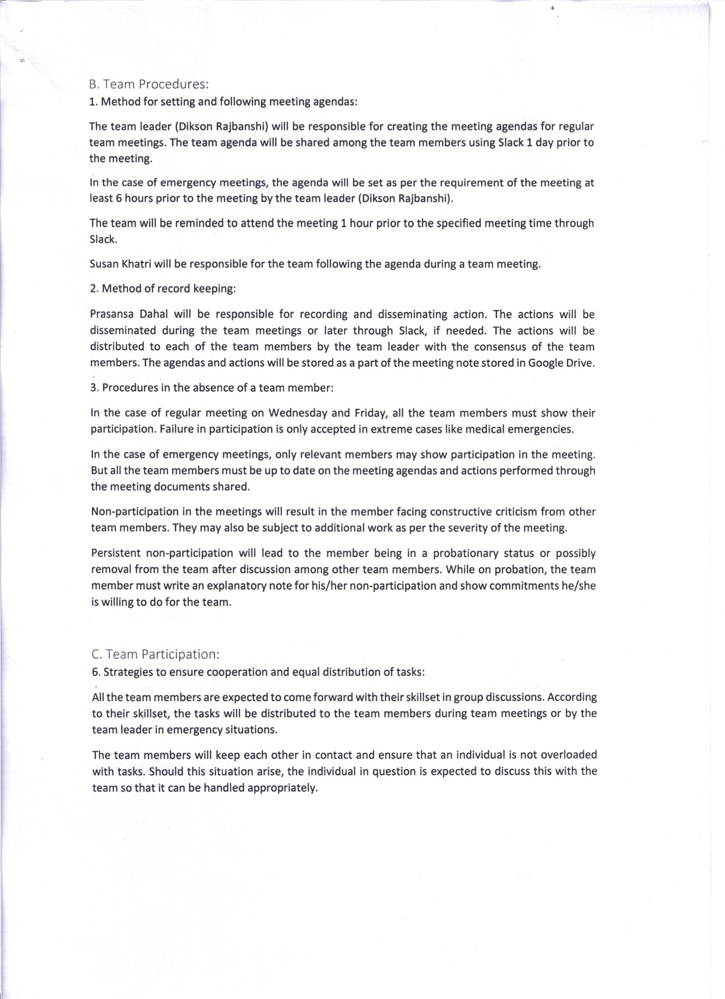 B. Team Procedures:
1. Method for setting and following meeting agendas:
The team leader (Dikson Rajbanshi) will be responsible for creating the meeting agendas for regular
team meetings. The team agenda will be shared among the team members using Slack 1 day prior to
the meeting.
In the case of emergency meetings, the agenda will be set as per the requirement of the meeting at
least 6 hours prior to the meeting by the team leader (Dikson Rajbanshi).
The team will be reminded to attend the meeting 1 hour prior to the specified meeting time through
Slack.
Susan Khatri will be responsible for the team following the agenda during a team meeting.
2. Method of record keeping:
Prasansa Dahal will be responsible for recording and disseminating action. The actions will be
disseminated during the team meetings or later through Slack, if needed. The actions will be
distributed to each of the team members by the team leader with the consensus of the team
members. The agendas and actions will be stored as a part of the meeting note stored in Google Drive.
3. Procedures in the absence of a team member:
In the case of regular meeting on Wednesday and Friday, all the team members must show their
participation. Failure in participation is only accepted in extreme cases like medical emergencies.
In the case of emergency meetings, only relevant members may show participation in the meeting.
But all the team members must be up to date on the meeting agendas and actions performed through
the meeting documents shared.
Non-participation in the meetings will result in the member facing constructive criticism from other
team members. They may also be subject to additional work as per the severity of the meeting.
Persistent non-participation will lead to the member being in a probationary status or possibly
removal from the team after discussion among other team members. While on probation, the team
member must write an explanatory note for his/her non-participation and show commitments he/she
is willing to do for the team.
C. Team Participation:
6. Strategies to ensure cooperation and equal distribution of tasks:
All the team members are expected to come forward with their skillset in group discussions. According
to their skillset, the tasks will be distributed to the team members during team meetings or by the
team leader in emergency situations.
The team members will keep each other in contact and ensure that an individual is not overloaded
with tasks. Should this situation arise, the individual in question is expected to discuss this with the
team so that it can be handled appropriately.